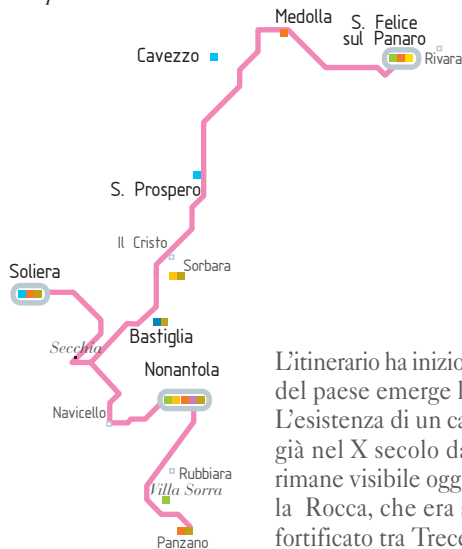 Medolla
S. Felice
sul Panaro
Rivara
Cavezzo
S. Prospero
Il Cristo
Sorbara
Soliera
Bastiglia
Secchia
Nonantola
Navicello
Rubbiara
Villa Sorra
Panzano
L'itinerario ha inizio
del paese emerge l
L'esistenza di un ca
già nel X secolo da
rimane visibile oggi
la Rocca, che era
fortificato tra Trece